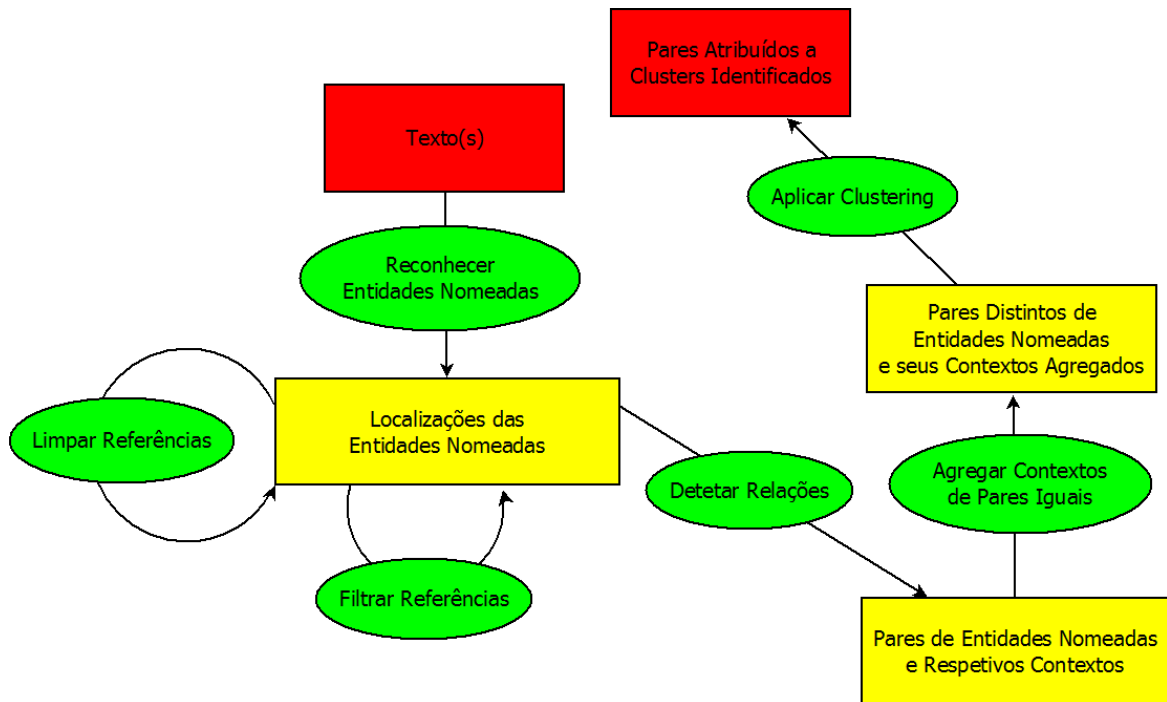 Pares Atribuídos a
Clusters Identificados
Texto(s)
Aplicar Clustering
Reconhecer
Entidades Nomeadas
Pares Distintos de
Entidades Nomeadas
e seus Contextos Agregados
Localizações das
Entidades Nomeadas
Limpar Referências
Detetar Relações
Agregar Contextos
de Pares Iguais
Filtrar Referências
Pares de Entidades Nomeadas
e Respetivos Contextos